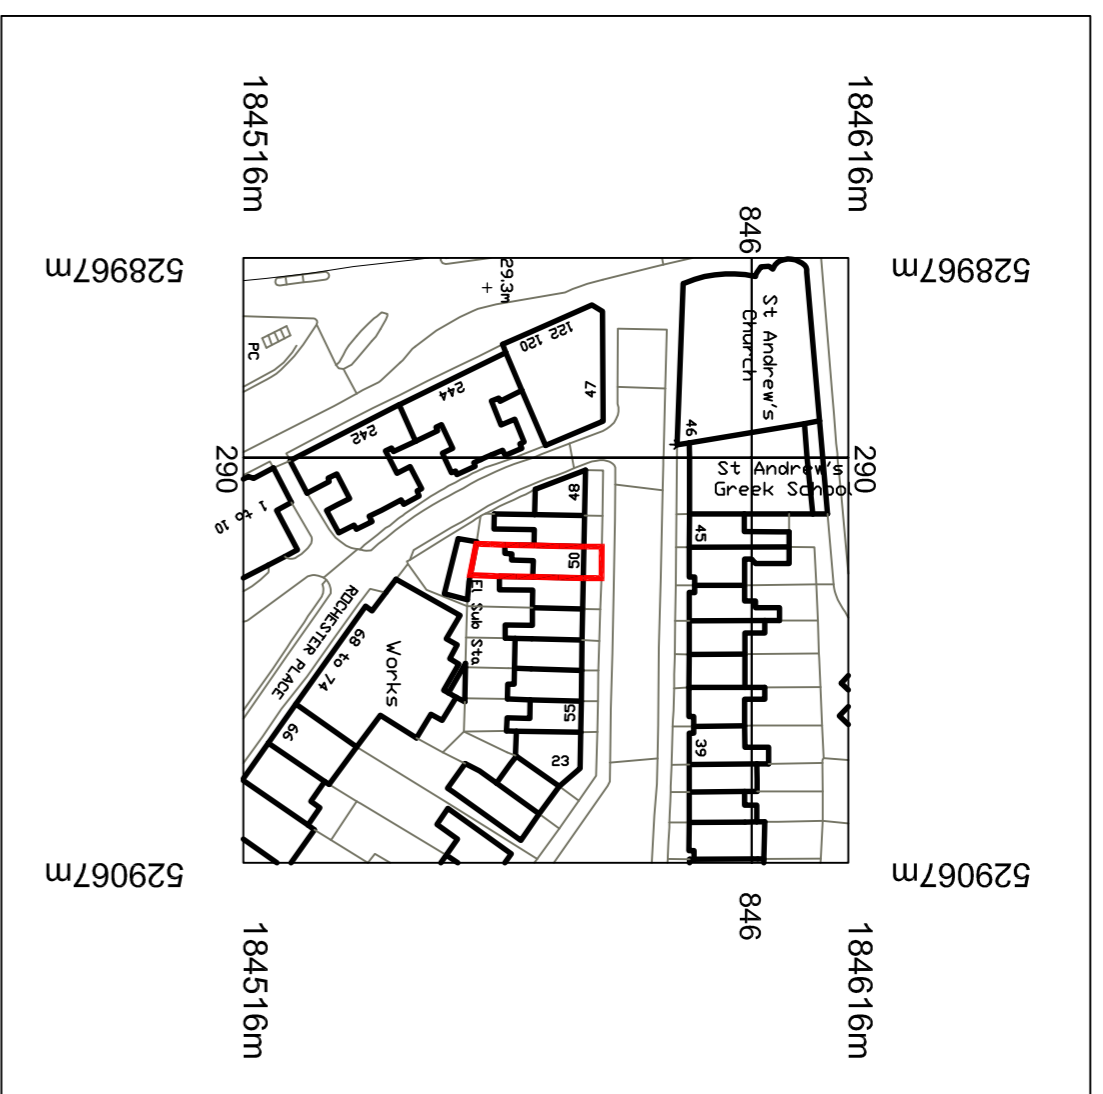 184516m
184616m
846
528967m
528967m
29.3m
St Andrew's
Church
PC
122 120
47
244
242
46
290
290
St Andrew's
Greek School
48
1 to 10
45
50
El Sub Sta
ROCHESTER PLACE
68 to 74
Works
55
66
23
39
529067m
529067m
846
184516m
184616m